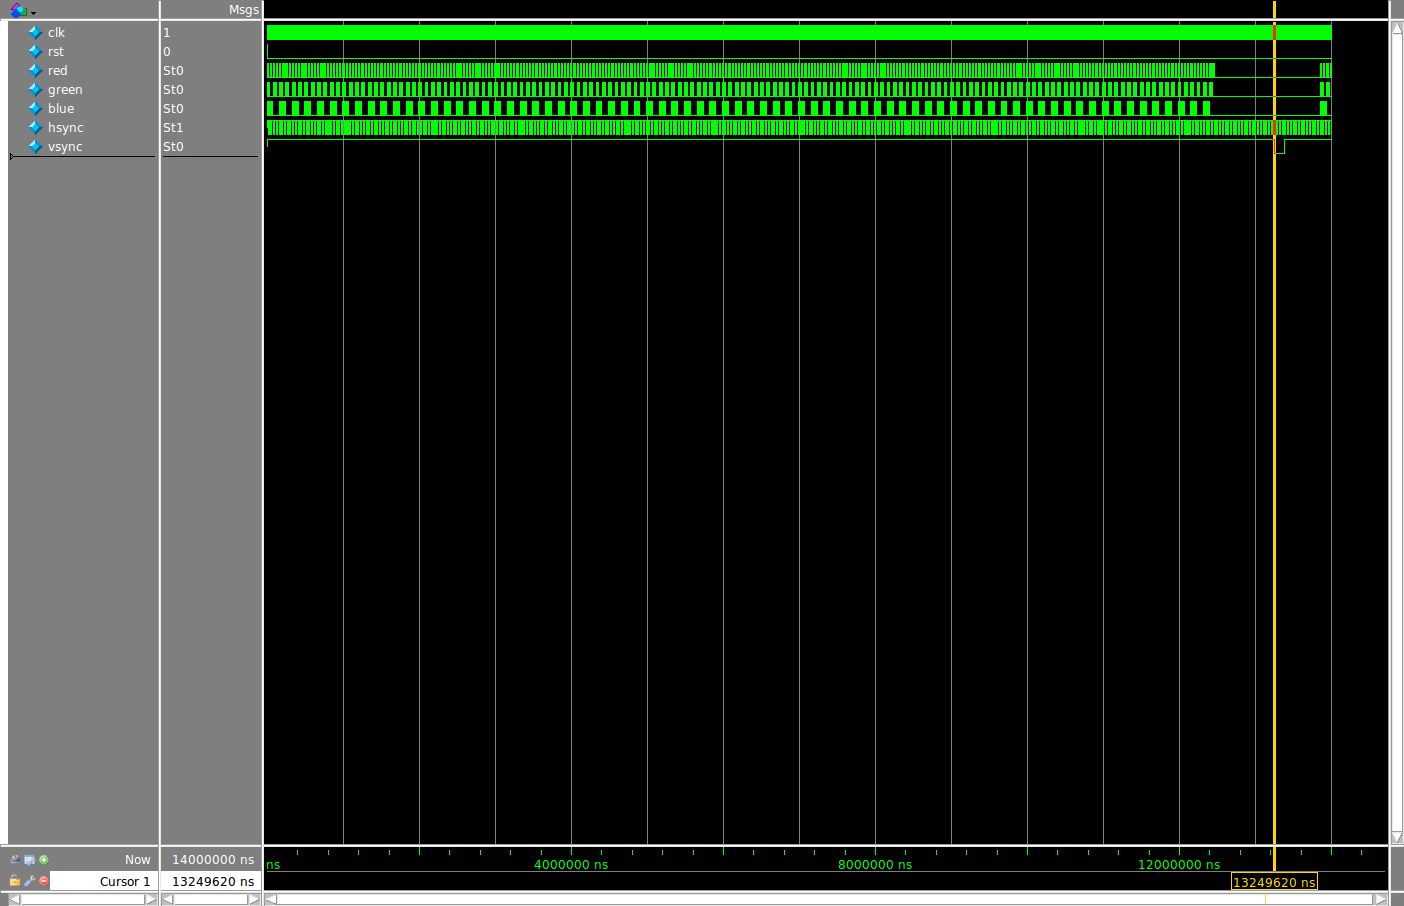 Msgs
clk 1
rst 0
red St0
green St0
blue St0
hsync St1
vsync St0
Now 14000000 ns ns 4000000 ns 8000000 ns 12000000 ns
Cursor 1 13249620 ns 13249620 ns